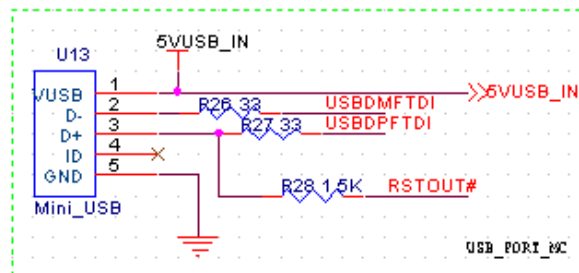 5VUSB_IN
U13
VUSB 1 5VUSB_IN
D- 2 R26 33 USBDMFTDI
D+ 3 R27 33 USBDPFTDI
ID 4
GND 5
R28 1.5K RSTOUT#
Mini_USB
USB_PORT_MC